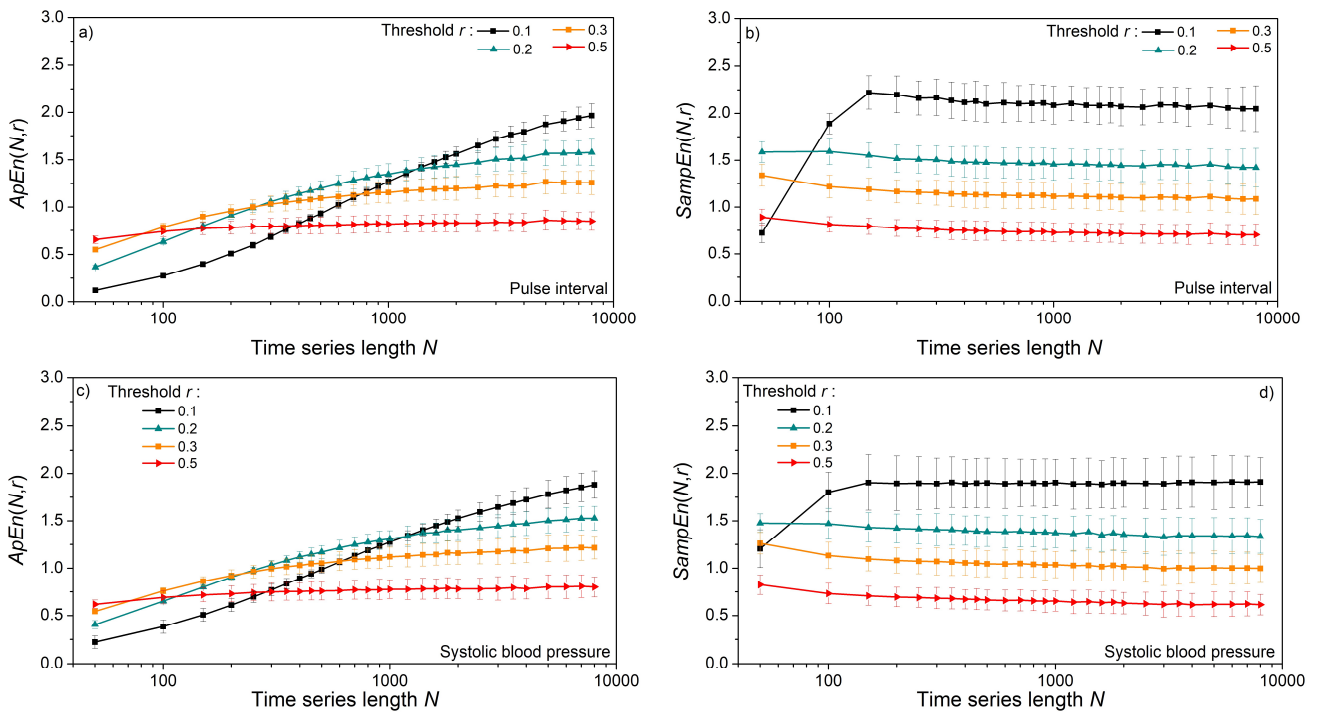 a)
Threshold r :
0.1
0.3
0.2
0.5
3.0
2.5
2.0
1.5
1.0
0.5
0.0
ApEn(N,r)
Pulse interval
100
1000
10000
Time series length N
b)
Threshold r :
0.1
0.3
0.2
0.5
3.0
2.5
2.0
1.5
1.0
0.5
0.0
SampEn(N,r)
Pulse interval
100
1000
10000
Time series length N
c)
Threshold r :
0.1
0.2
0.3
0.5
3.0
2.5
2.0
1.5
1.0
0.5
0.0
ApEn(N,r)
Systolic blood pressure
100
1000
10000
Time series length N
d)
Threshold r :
0.1
0.2
0.3
0.5
3.0
2.5
2.0
1.5
1.0
0.5
0.0
SampEn(N,r)
Systolic blood pressure
100
1000
10000
Time series length N